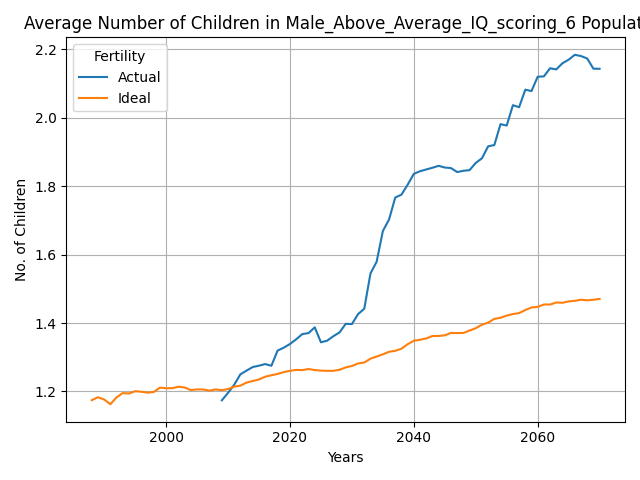 Average Number of Children in Male_Above_Average_IQ_scoring_6 Populat
Fertility
Actual
Ideal
2.2
2.0
1.8
1.6
1.4
1.2
No. of Children
2000
2020
2040
2060
Years